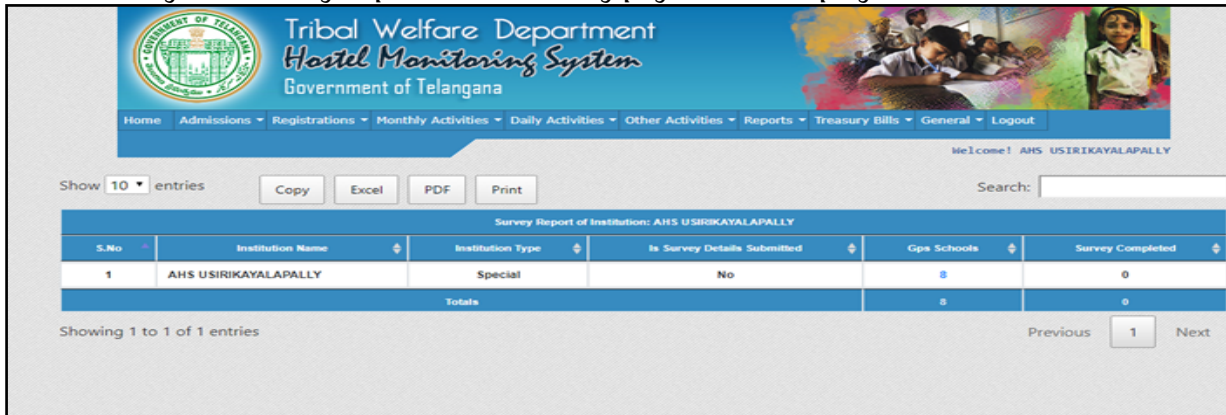 GOVERNMENT OF TELANGANA
Tribal Welfare Department
Hostel Monitoring System
Government of Telangana
Home Admissions Registrations Monthly Activities Daily Activities Other Activities Reports Treasury Bills General Logout
Welcome! AHS USIRIKAYALAPALLY
Show 10 entries Copy Excel PDF Print Search:
Survey Report of Institution: AHS USIRIKAYALAPALLY
S.No Institution Name Institution Type Is Survey Details Submitted Gps Schools Survey Completed
1 AHS USIRIKAYALAPALLY Special No 8 0
Totals 8 0
Showing 1 to 1 of 1 entries Previous 1 Next